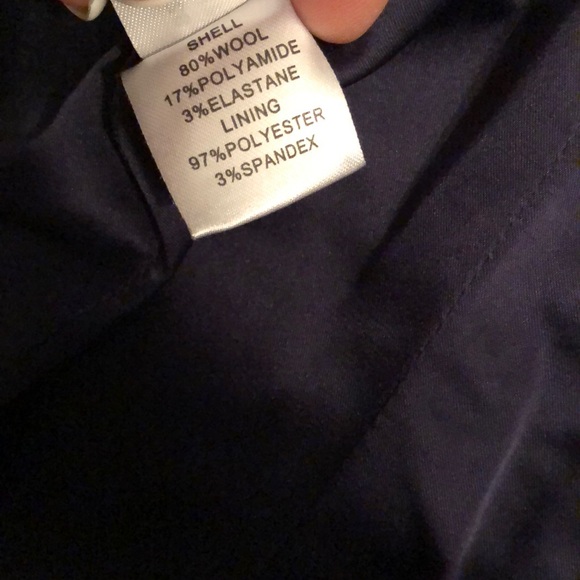 SHELL
80%WOOL
17%POLYAMIDE
3%ELASTANE
LINING
97%POLYESTER
3%SPANDEX